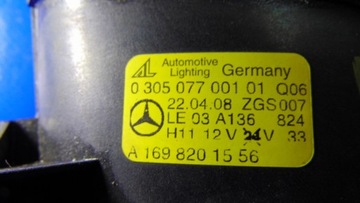 AL Automotive Lighting Germany
0 305 077 001 01 Q06
22.04.08 ZGS 007
LE 03 A136 824
H11 12 V 24 V 33
A 169 820 15 56